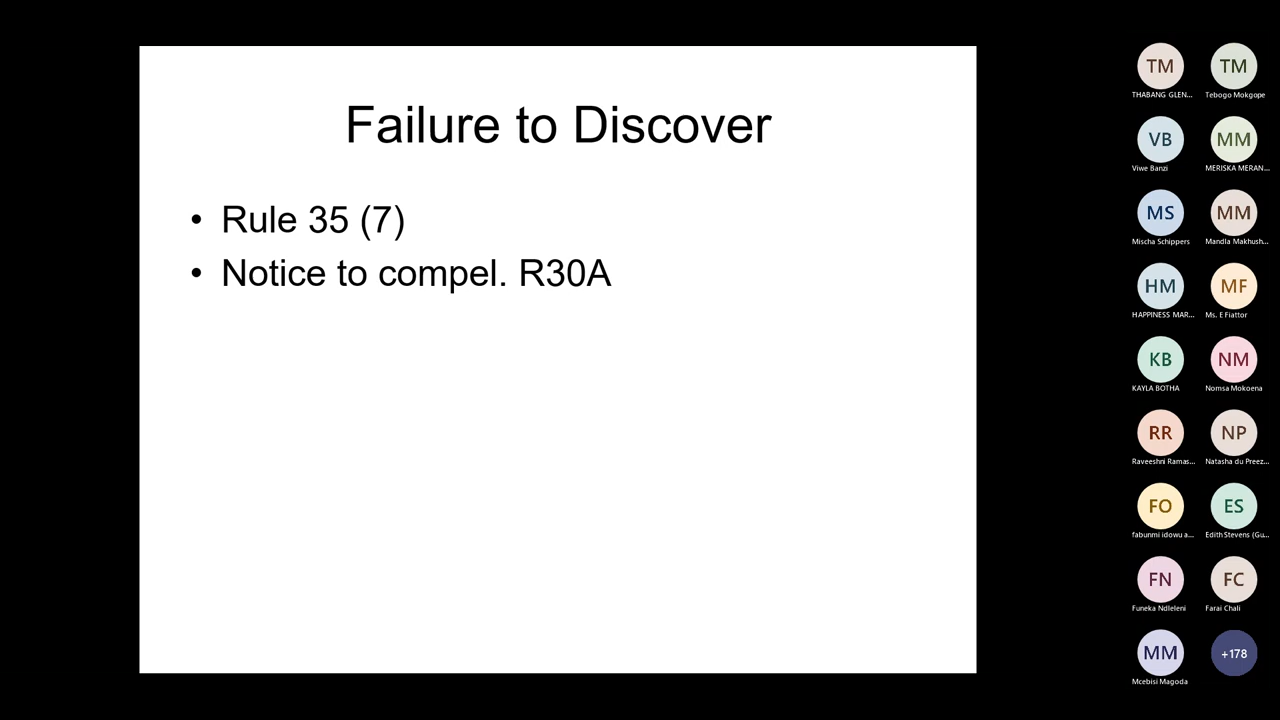 Failure to Discover
• Rule 35 (7)
• Notice to compel. R30A
TM TM
THABANG GLEN... Tebogo Mokgope
VB MM
Viwe Banzi MERISKA MERAN...
MS MM
Mischa Schippers Mandla Makhush...
HM MF
HAPPINESS MAR... Ms. E Fiattor
KB NM
KAYLA BOTHA Nomsa Mokoena
RR NP
Raveeshni Ramas... Natasha du Preez...
FO ES
fabunmi idowu a... Edith Stevens (Gu...
FN FC
Funeka Ndleleni Farai Chali
MM +178
Mcebisi Magoda